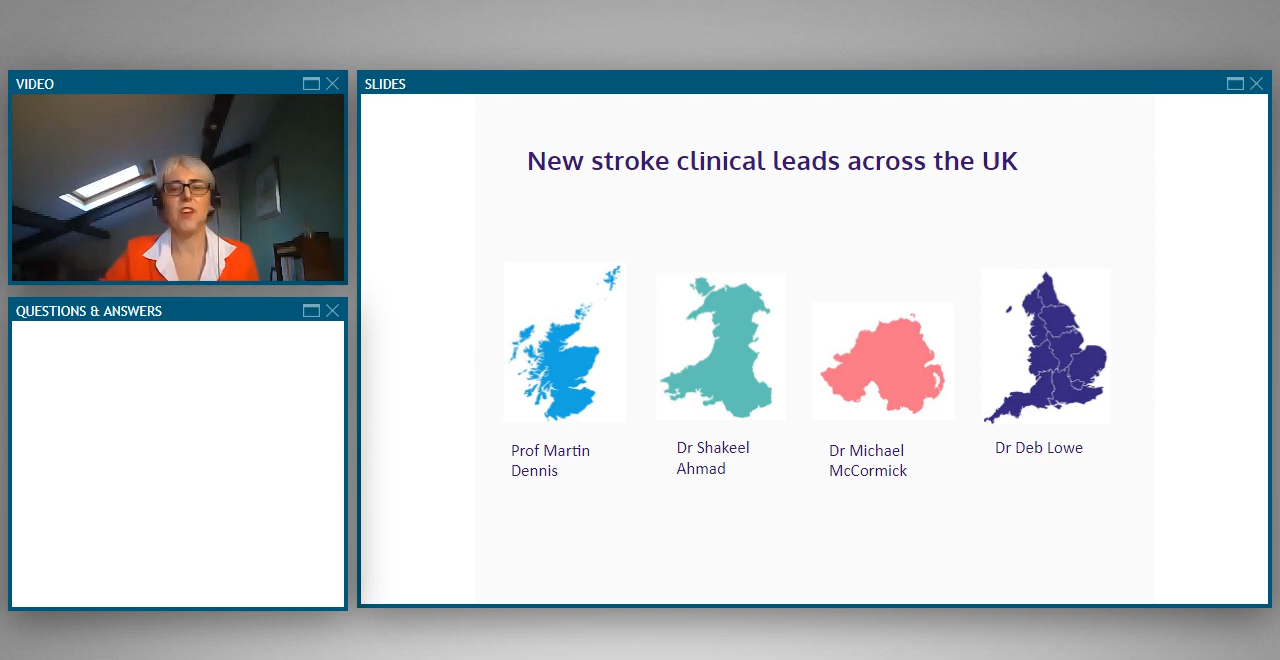 VIDEO
SLIDES
New stroke clinical leads across the UK
Prof Martin
Dennis
Dr Shakeel
Ahmad
Dr Michael
McCormick
Dr Deb Lowe
QUESTIONS & ANSWERS